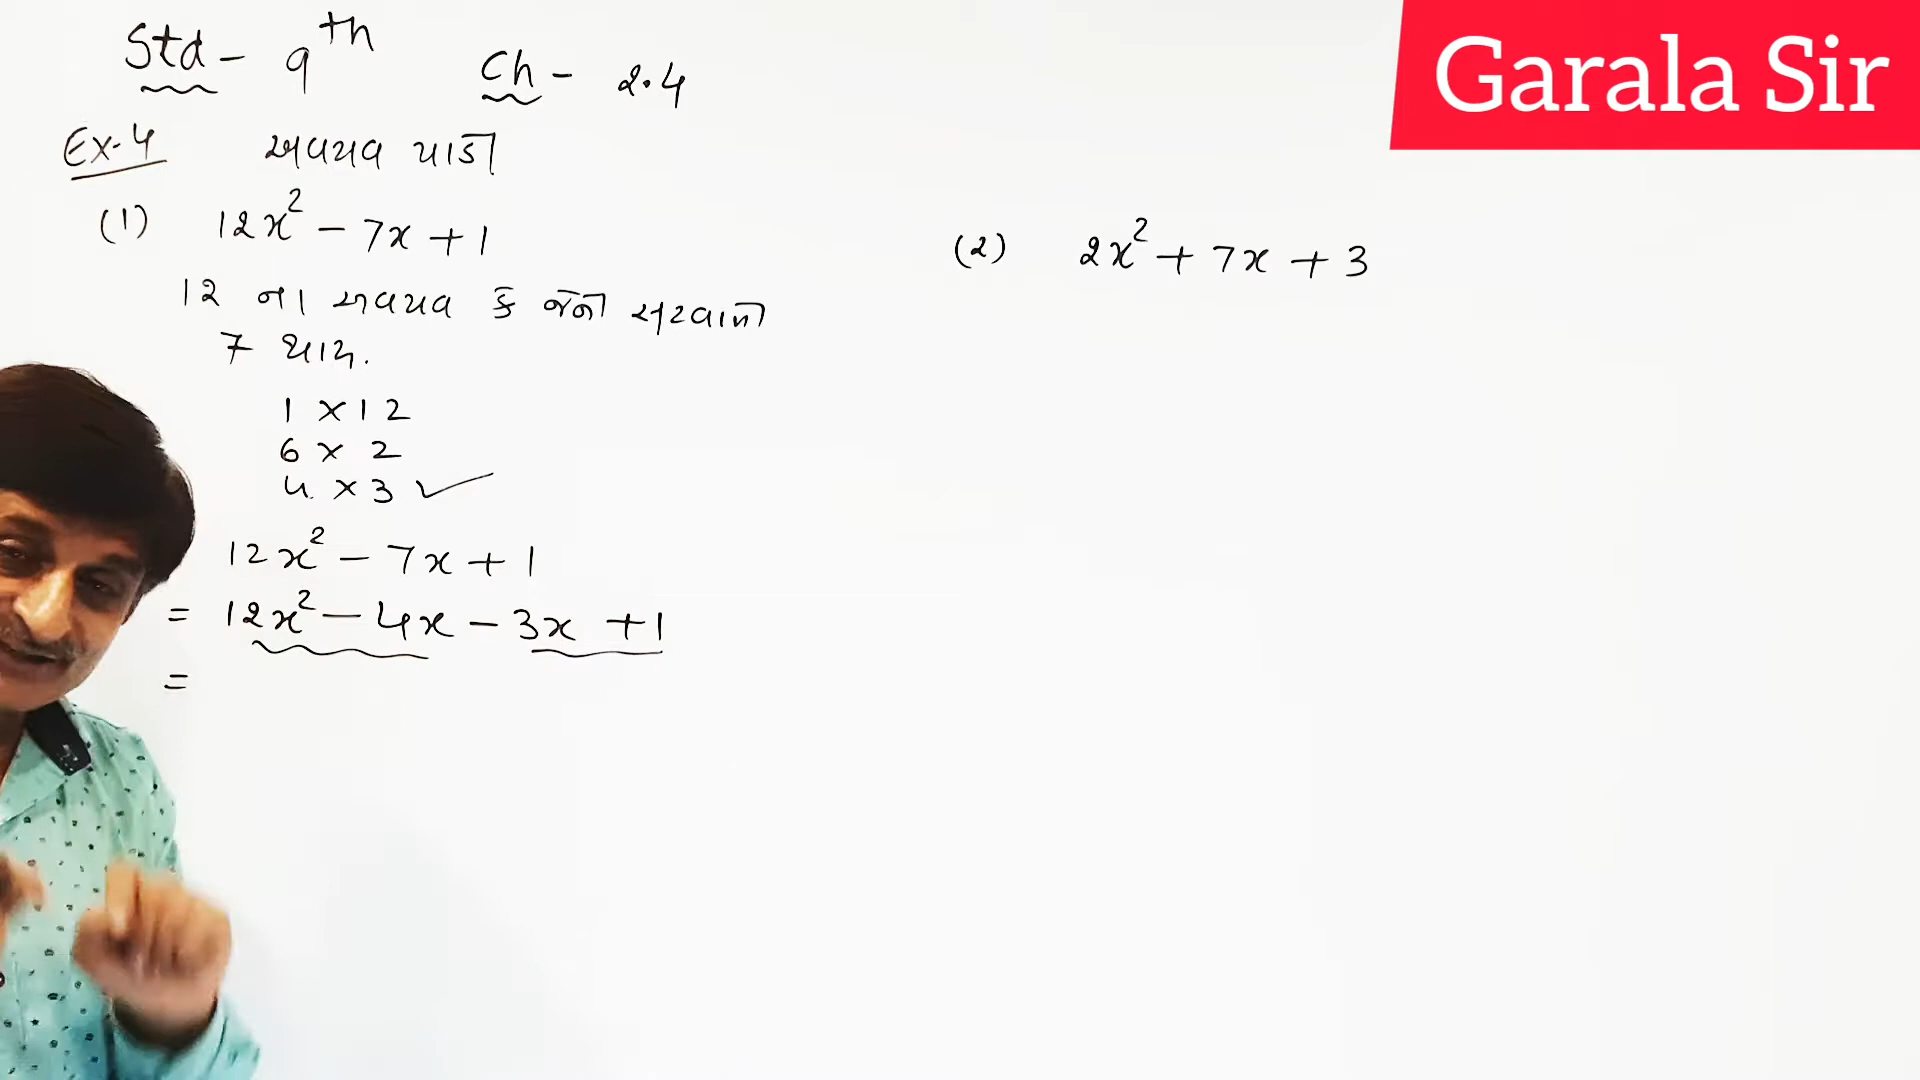 Std - 9th Ch - 2.4
Garala Sir
Ex-4 અવયવ પાડો
(1) 12x² - 7x + 1
12 ના અવયવ કે જેનો સરવાળો
7 થાય.
1 × 12
6 × 2
4 × 3 ✓
12x² - 7x + 1
= 12x² - 4x - 3x + 1
=
(2) 2x² + 7x + 3